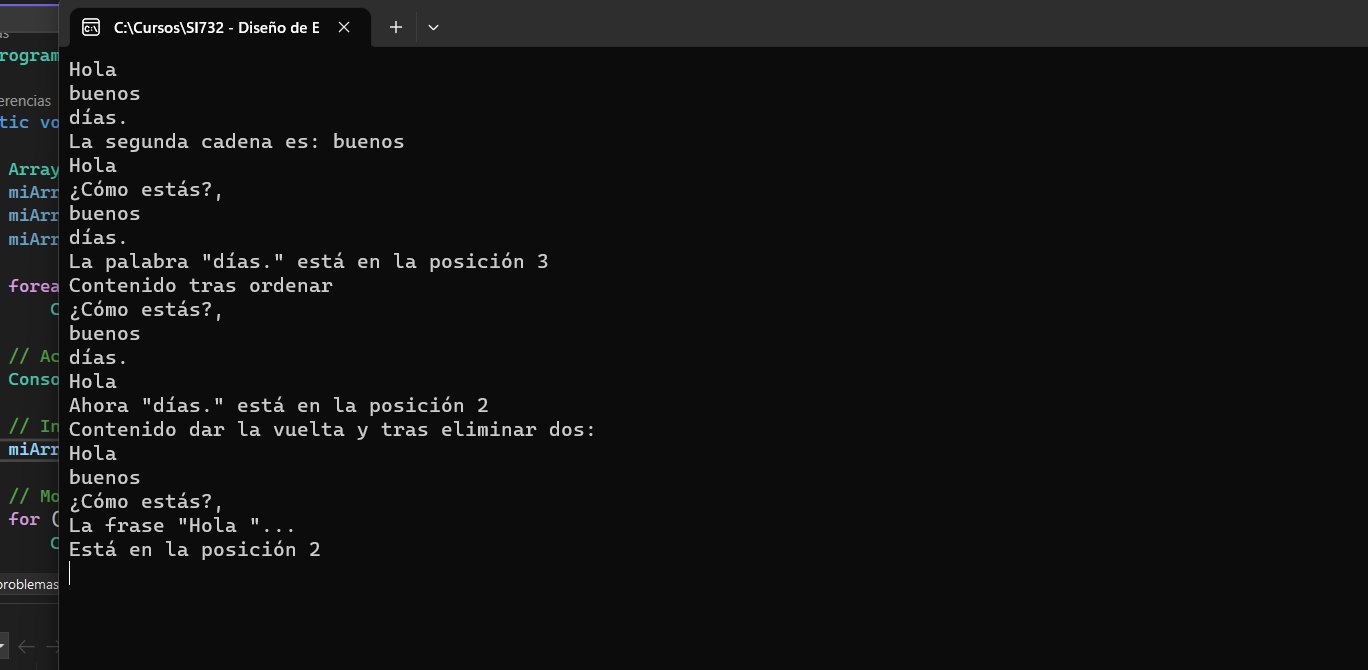 C:\Cursos\SI732 - Diseño de E
as
rogram
erencias
tic vo
Array
miArr
miArr
miArr
forea
C
// Ac
Conso
// In
miArr
// Mo
for (
C
problemas
Hola
buenos
días.
La segunda cadena es: buenos
Hola
¿Cómo estás?,
buenos
días.
La palabra "días." está en la posición 3
Contenido tras ordenar
¿Cómo estás?,
buenos
días.
Hola
Ahora "días." está en la posición 2
Contenido dar la vuelta y tras eliminar dos:
Hola
buenos
¿Cómo estás?,
La frase "Hola "...
Está en la posición 2